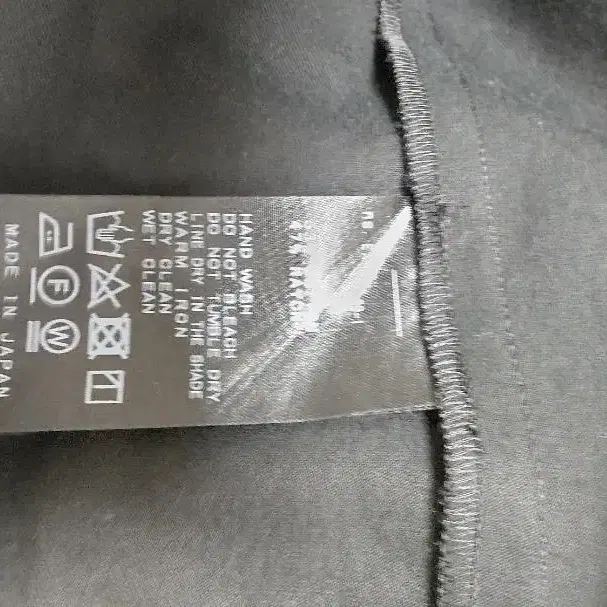 RAYON
HAND WASH
DO NOT BLEACH
DO NOT TUMBLE DRY
LINE DRY IN THE SHADE
WARM IRON
DRY CLEAN
WET CLEAN
F
W
MADE IN JAPAN